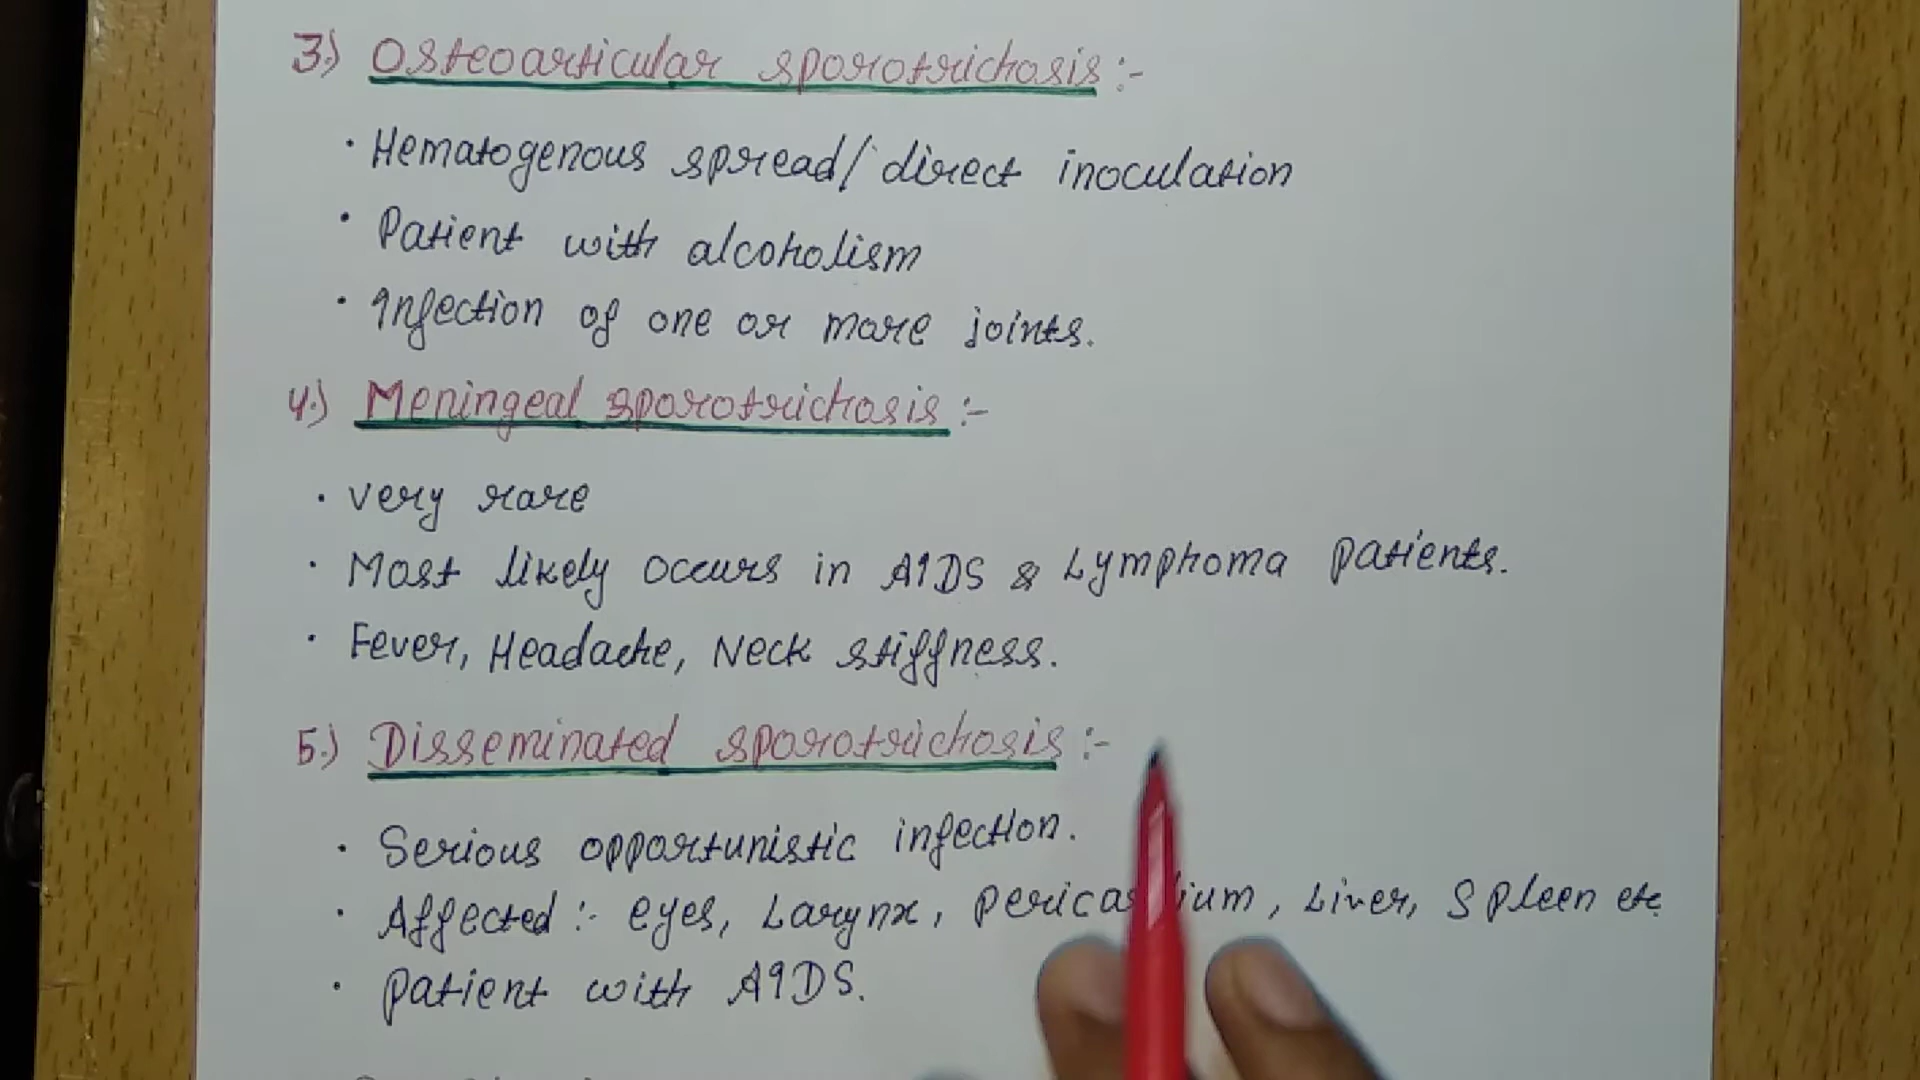 3.) Osteoarticular sporotrichosis :-
· Hematogenous spread/direct inoculation
· Patient with alcoholism
· Infection of one or more joints.
4.) Meningeal sporotrichosis :-
· very rare
· Most likely occurs in AIDS & Lymphoma patients.
· Fever, Headache, Neck stiffness.
5.) Disseminated sporotrichosis :-
· Serious opportunistic infection.
· Affected :- eyes, Larynx, pericardium, Liver, Spleen etc
· patient with AIDS.